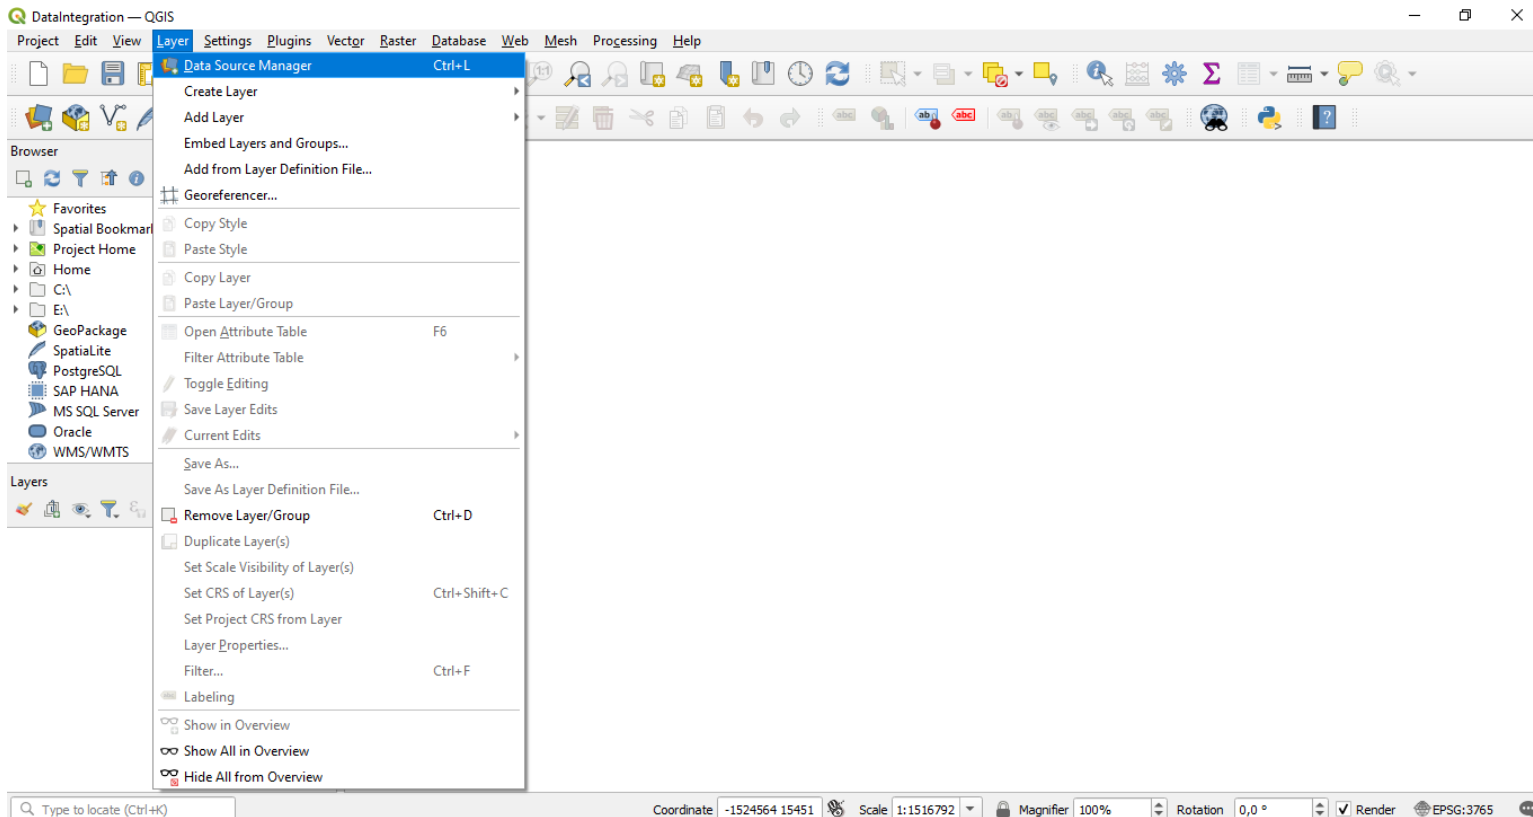 DataIntegration — QGIS
Project Edit View Layer Settings Plugins Vector Raster Database Web Mesh Processing Help
Data Source Manager Ctrl+L
Create Layer
Add Layer
Embed Layers and Groups...
Add from Layer Definition File...
Georeferencer...
Copy Style
Paste Style
Copy Layer
Paste Layer/Group
Open Attribute Table F6
Filter Attribute Table
Toggle Editing
Save Layer Edits
Current Edits
Save As...
Save As Layer Definition File...
Remove Layer/Group Ctrl+D
Duplicate Layer(s)
Set Scale Visibility of Layer(s)
Set CRS of Layer(s) Ctrl+Shift+C
Set Project CRS from Layer
Layer Properties...
Filter... Ctrl+F
Labeling
Show in Overview
Show All in Overview
Hide All from Overview
Browser
Favorites
Spatial Bookmar
Project Home
Home
C:\
E:\
GeoPackage
SpatiaLite
PostgreSQL
SAP HANA
MS SQL Server
Oracle
WMS/WMTS
Layers
Type to locate (Ctrl+K)
Coordinate -1524564 15451 Scale 1:1516792 Magnifier 100% Rotation 0,0 ° Render EPSG:3765